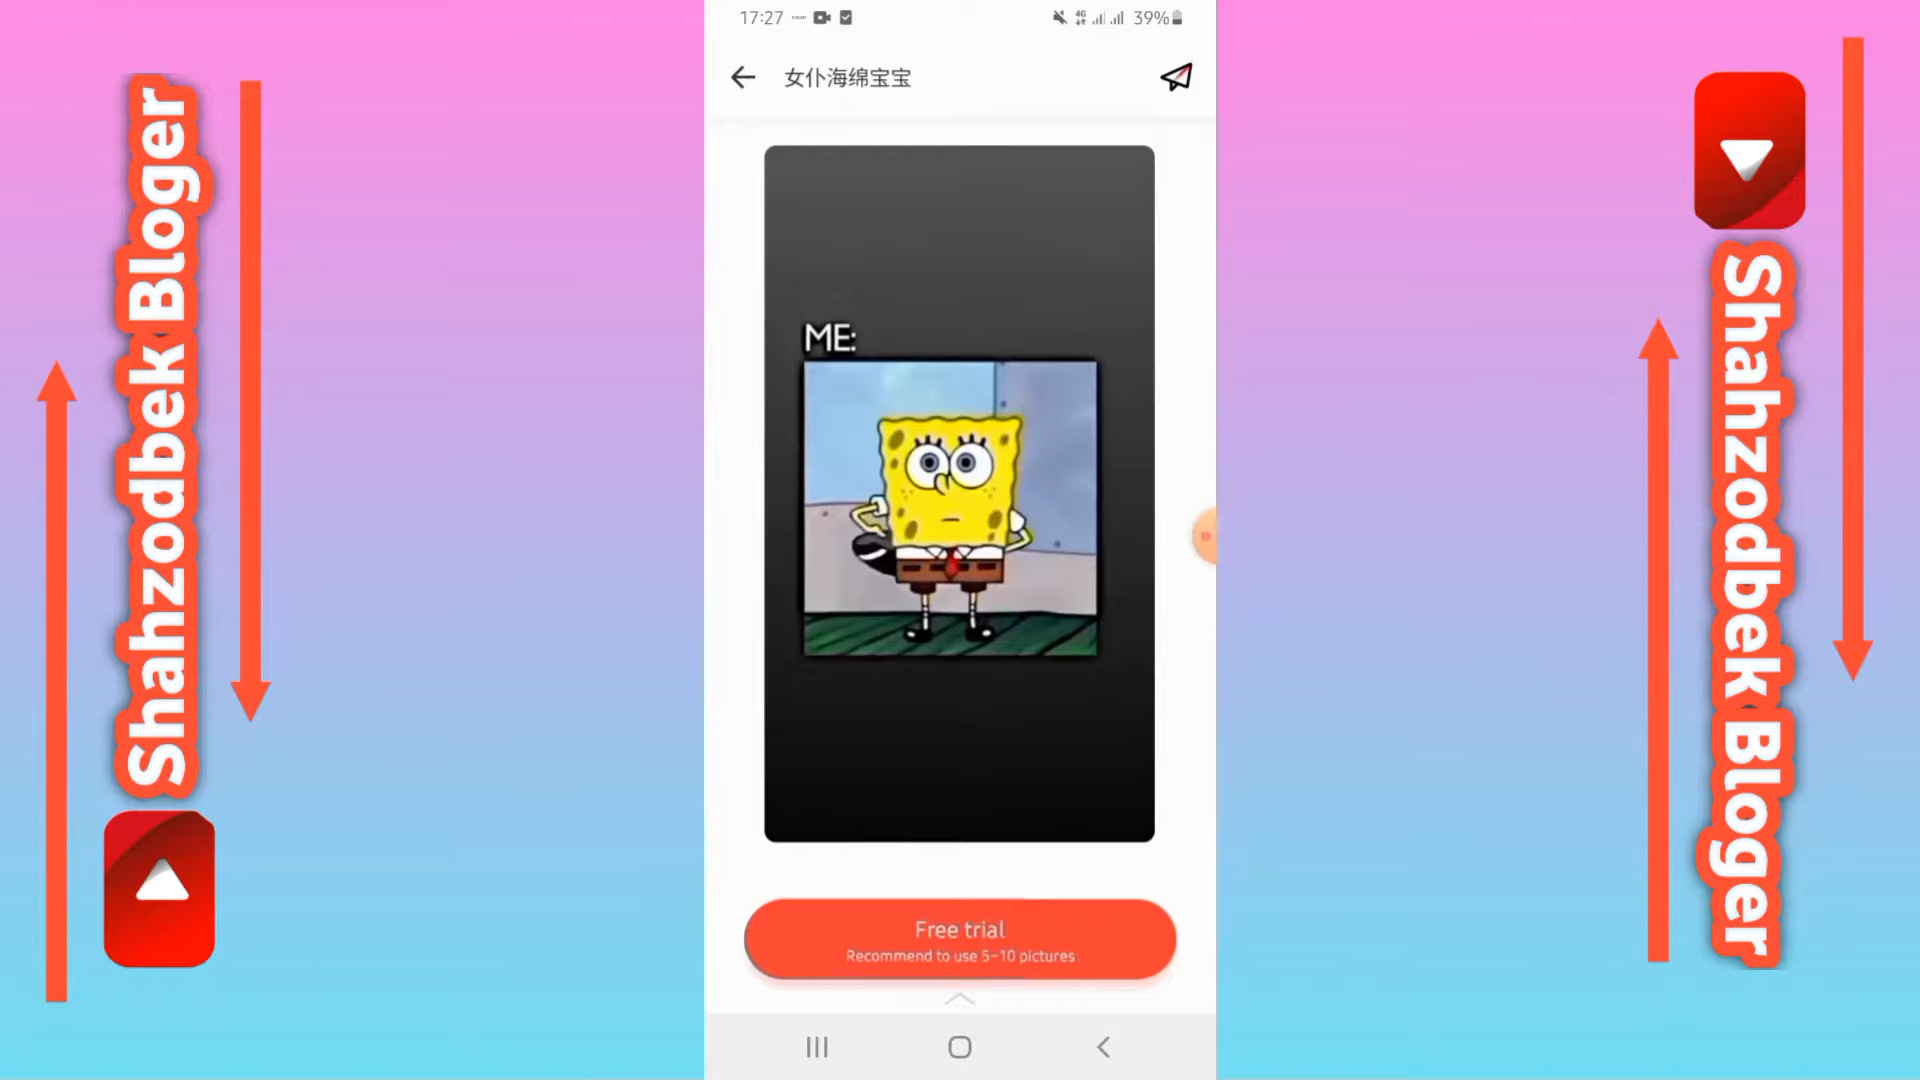 Shahzodbek Bloger
17:27
4G
39%
女仆海绵宝宝
ME:
Free trial
Recommend to use 5-10 pictures
Shahzodbek Bloger